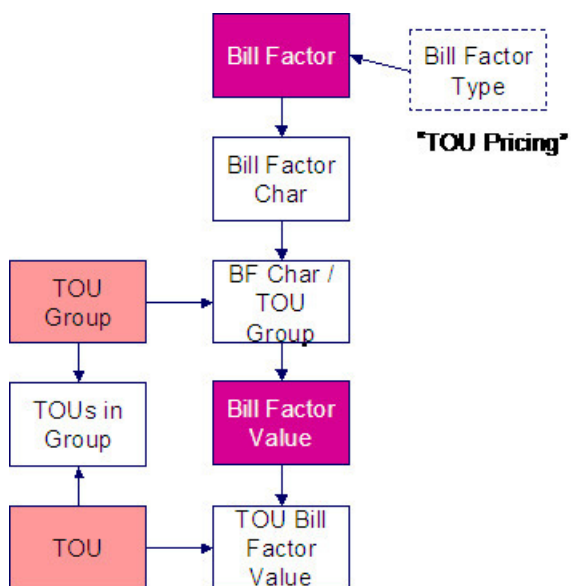 Bill Factor
Bill Factor
Type
"TOU Pricing"
Bill Factor
Char
TOU
Group
BF Char /
TOU
Group
TOUs in
Group
Bill Factor
Value
TOU
TOU Bill
Factor
Value